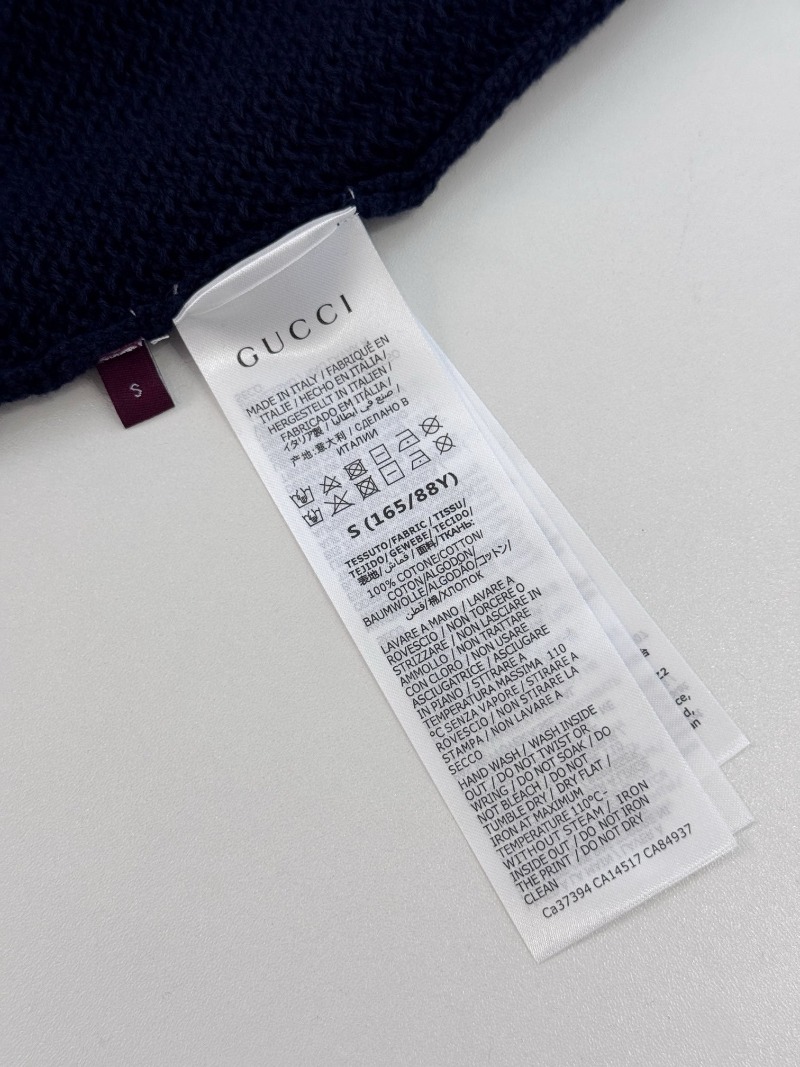 S
GUCCI
MADE IN ITALY / FABRIQUÉ EN
ITALIE / HECHO EN ITALIA /
HERGESTELLT IN ITALIEN /
FABRICADO EM ITÁLIA /
イタリア製 / صنع في ايطاليا /
产地:意大利 / СДЕЛАНО В
ИТАЛИИ
S (165/88Y)
TESSUTO/FABRIC/TISSU/
TEJIDO/GEWEBE/TECIDO/
表地/قماش/面料/ТКАНЬ:
100% COTONE/COTTON/
COTON/ALGODON/
BAUMWOLLE/ALGODÃO/コットン/
قطن/棉/ХЛОПОК
LAVARE A MANO / LAVARE A
ROVESCIO / NON TORCERE O
STRIZZARE / NON LASCIARE IN
AMMOLLO / NON TRATTARE
CON CLORO / NON USARE
ASCIUGATRICE / ASCIUGARE
IN PIANO / STIRARE A
TEMPERATURA MASSIMA 110
°C SENZA VAPORE / STIRARE A
ROVESCIO / NON STIRARE LA
STAMPA / NON LAVARE A
SECCO
HAND WASH / WASH INSIDE
OUT / DO NOT TWIST OR
WRING / DO NOT SOAK / DO
NOT BLEACH / DO NOT
TUMBLE DRY / DRY FLAT /
IRON AT MAXIMUM
TEMPERATURE 110°C
WITHOUT STEAM / IRON
INSIDE OUT / DO NOT IRON
THE PRINT / DO NOT DRY
CLEAN
Ca37394 CA14517 CA84937